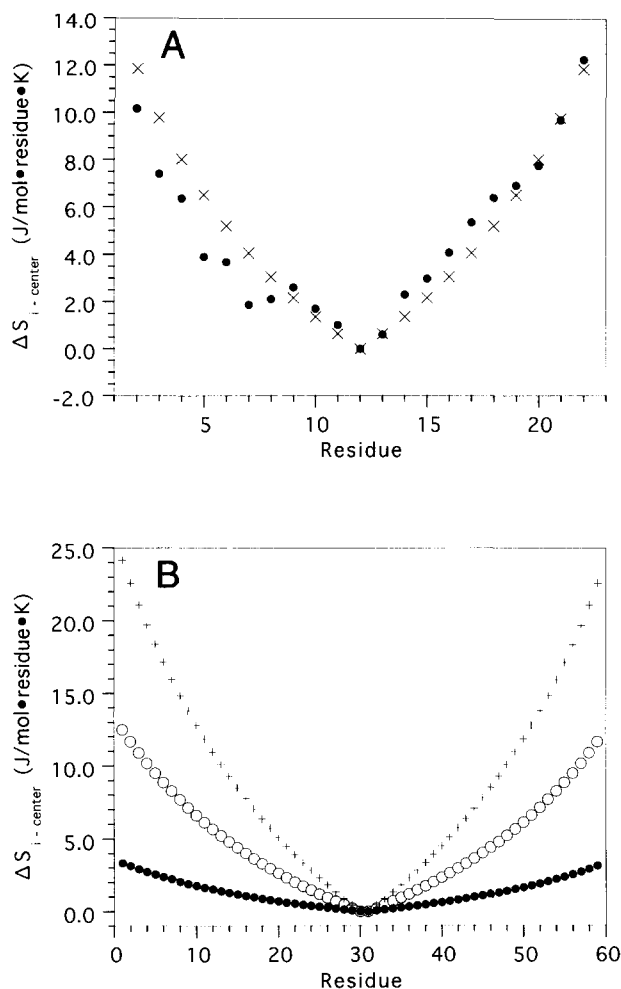 A
14.0
12.0
10.0
8.0
6.0
4.0
2.0
0.0
-2.0
ΔS i - center (J/mol•residue•K)
5 10 15 20
Residue
B
25.0
20.0
15.0
10.0
5.0
0.0
ΔS i - center (J/mol•residue•K)
0 10 20 30 40 50 60
Residue